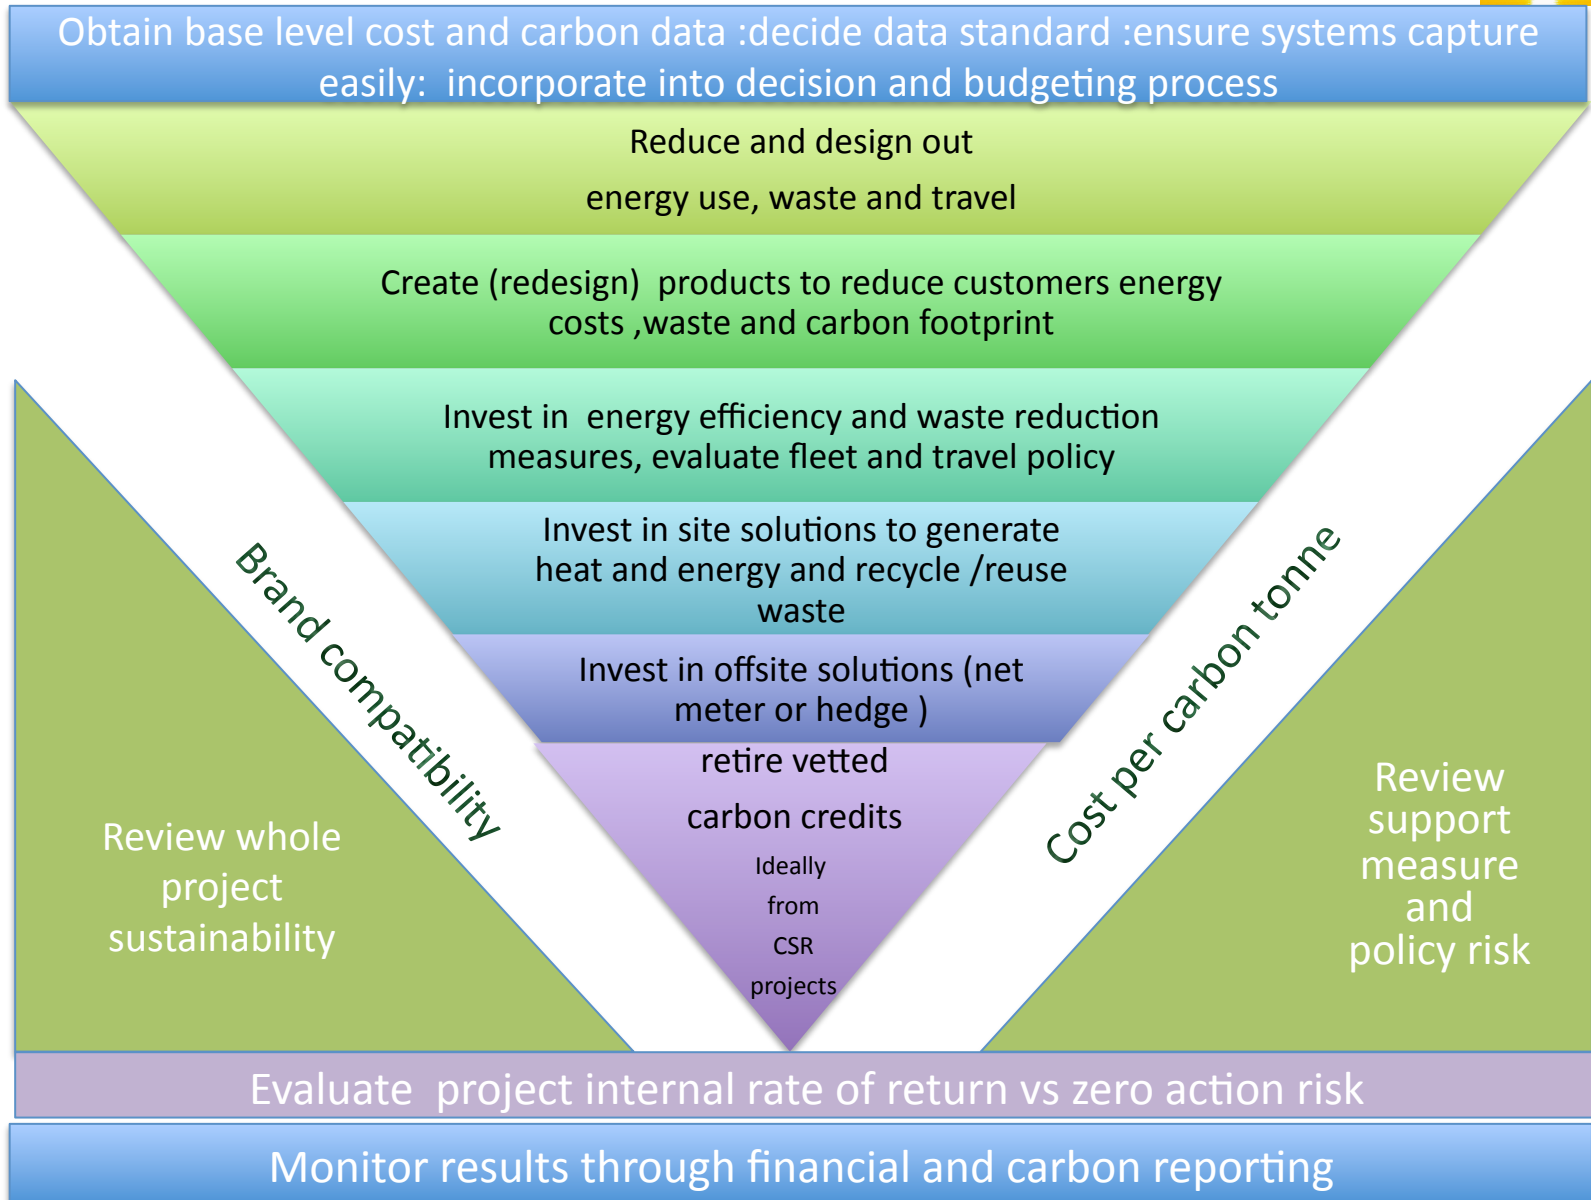 Obtain base level cost and carbon data :decide data standard :ensure systems capture
easily:  incorporate into decision and budgeting process
Reduce and design out
energy use, waste and travel
Create (redesign)  products to reduce customers energy
costs ,waste and carbon footprint
Invest in  energy efficiency and waste reduction
measures, evaluate fleet and travel policy
Invest in site solutions to generate
heat and energy and recycle /reuse
waste
Invest in offsite solutions (net
meter or hedge )
retire vetted
carbon credits
Ideally
from
CSR
projects
Brand compatibility
Cost per carbon tonne
Review whole
project
sustainability
Review
support
measure
and
policy risk
Evaluate  project internal rate of return vs zero action risk
Monitor results through financial and carbon reporting